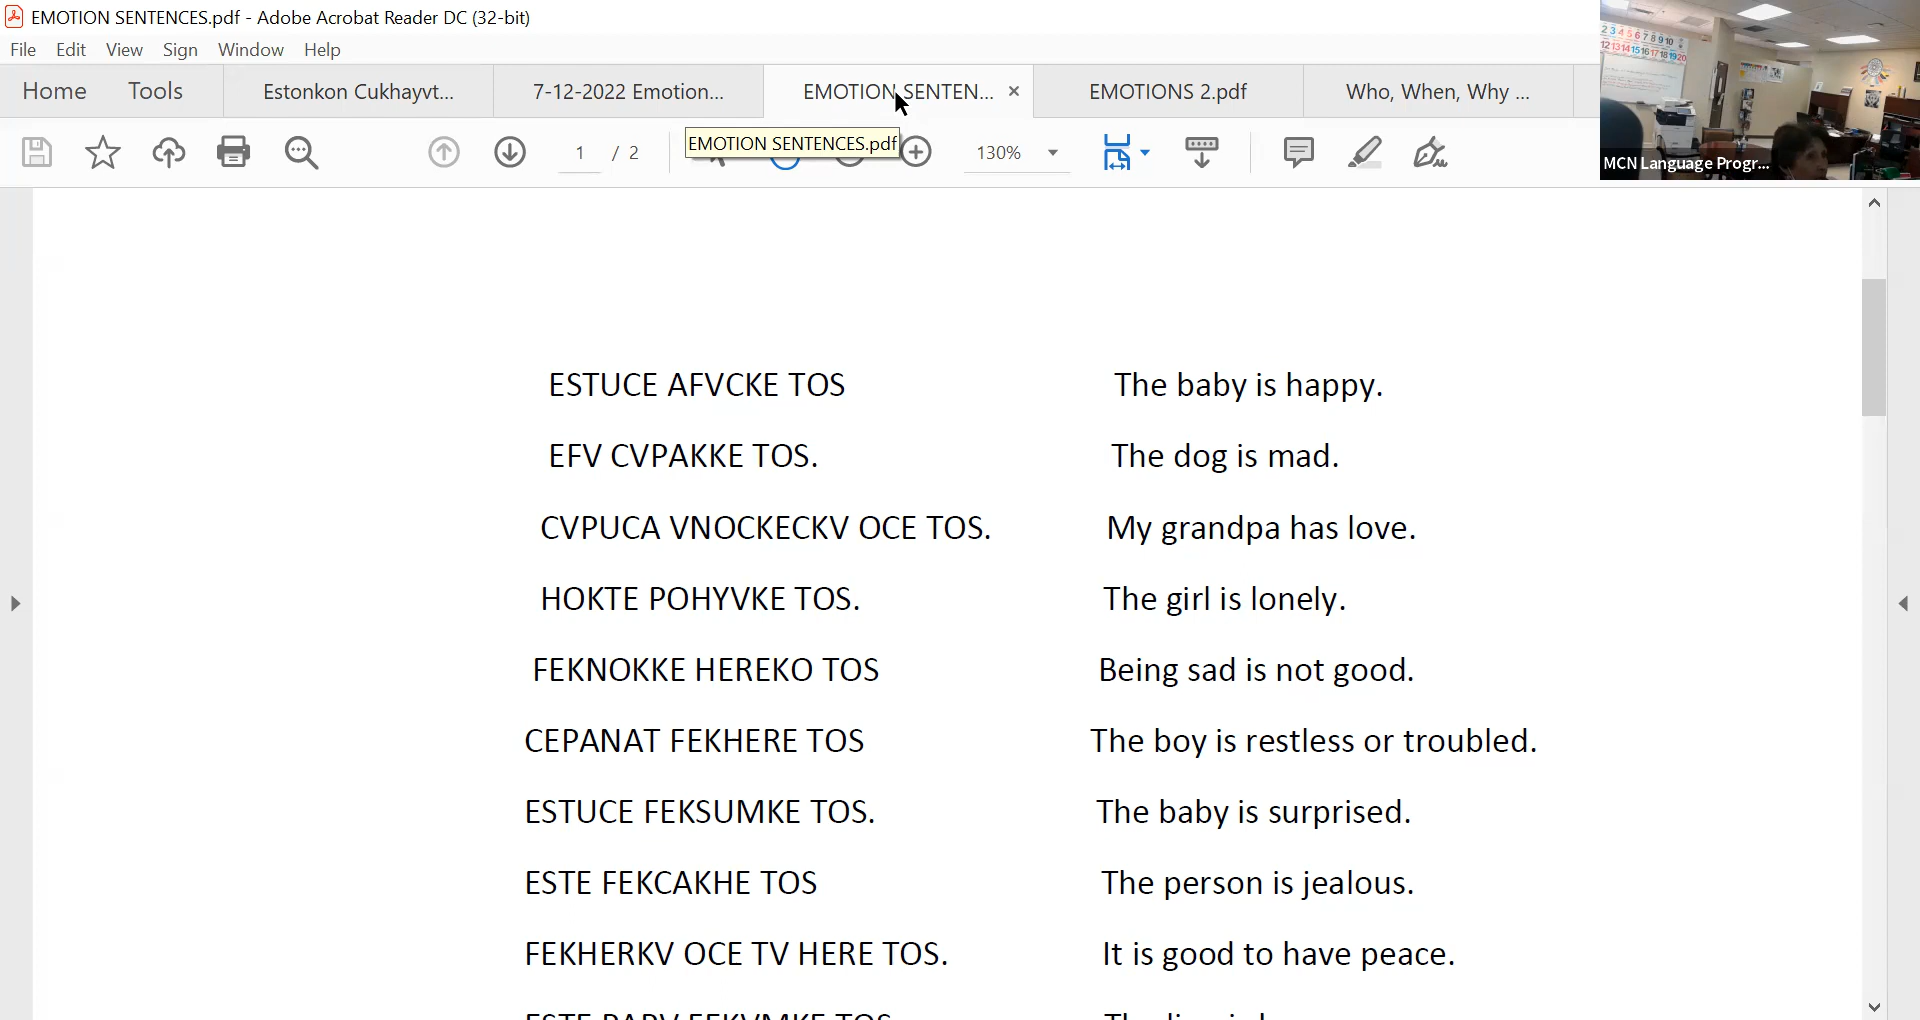 EMOTION SENTENCES.pdf - Adobe Acrobat Reader DC (32-bit)
File Edit View Sign Window Help
Home Tools Estonkon Cukhayvt... 7-12-2022 Emotion... EMOTION SENTEN... EMOTIONS 2.pdf Who, When, Why ...
1 / 2 EMOTION SENTENCES.pdf 130%
MCN Language Progr...
ESTUCE AFVCKE TOS The baby is happy.
EFV CVPAKKE TOS. The dog is mad.
CVPUCA VNOCKECKV OCE TOS. My grandpa has love.
HOKTE POHYVKE TOS. The girl is lonely.
FEKNOKKE HEREKO TOS Being sad is not good.
CEPANAT FEKHERE TOS The boy is restless or troubled.
ESTUCE FEKSUMKE TOS. The baby is surprised.
ESTE FEKCAKHE TOS The person is jealous.
FEKHERKV OCE TV HERE TOS. It is good to have peace.